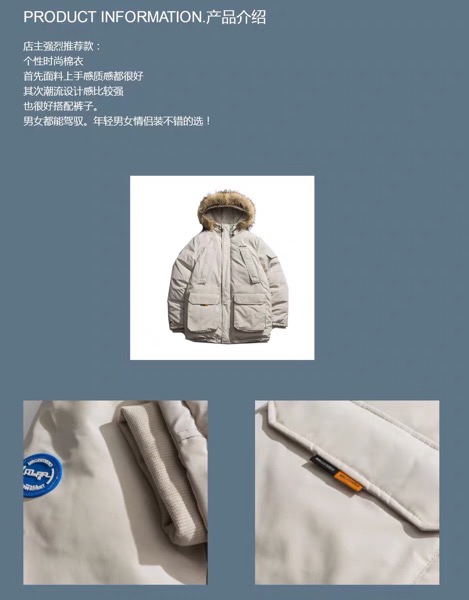 PRODUCT INFORMATION.产品介绍
店主强烈推荐款：
个性时尚棉衣
首先面料上手感质感都很好
其次潮流设计感比较强
也很好搭配裤子。
男女都能驾驭。年轻男女情侣装不错的选！